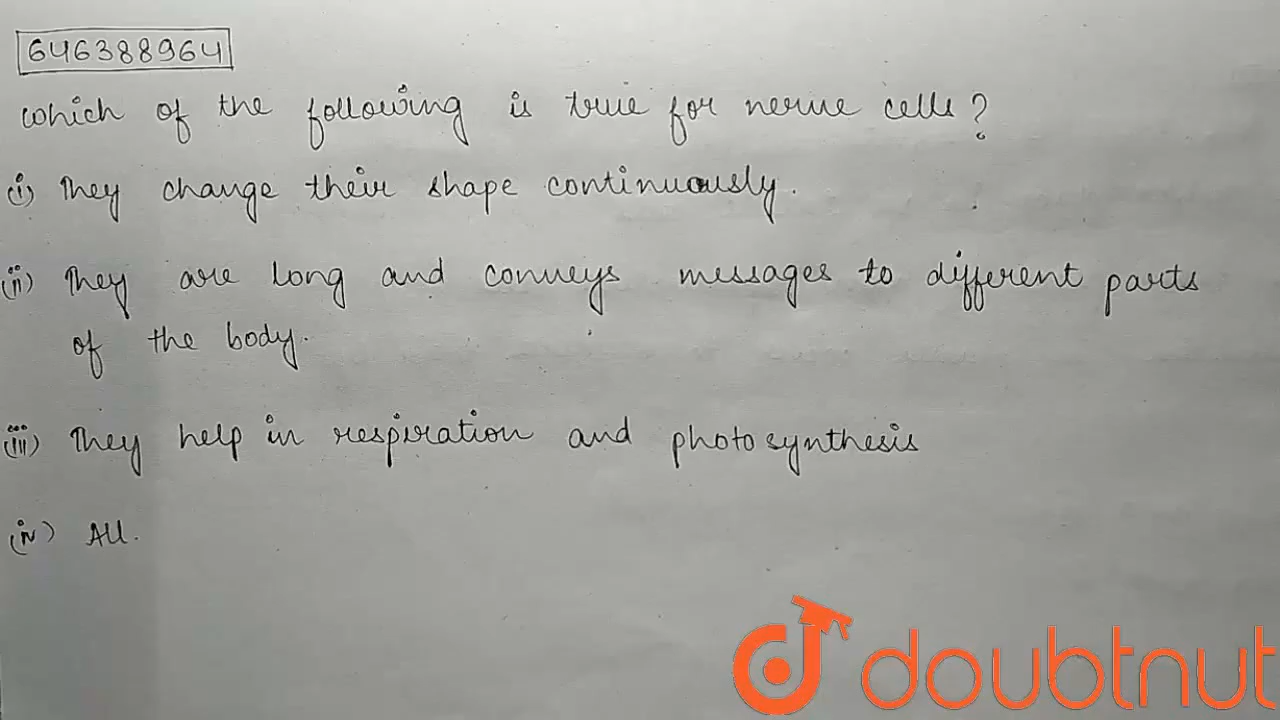 646388964
Which of the following is true for nerve cells?
(i) They change their shape continuously.
(ii) They are long and conveys messages to different parts
of the body.
(iii) They help in respiration and photosynthesis
(iv) All.
doubtnut